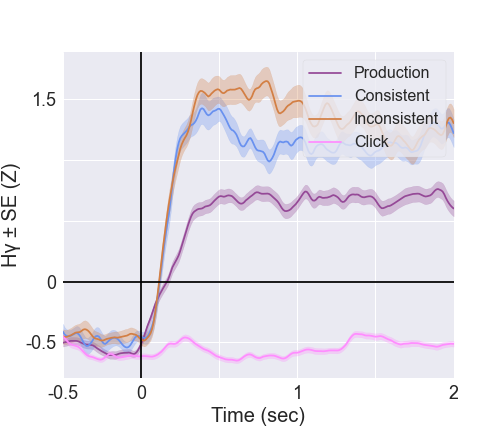 Production
Consistent
Inconsistent
Click
1.5
0
-0.5
Hγ ± SE (Z)
-0.5 0 1 2
Time (sec)